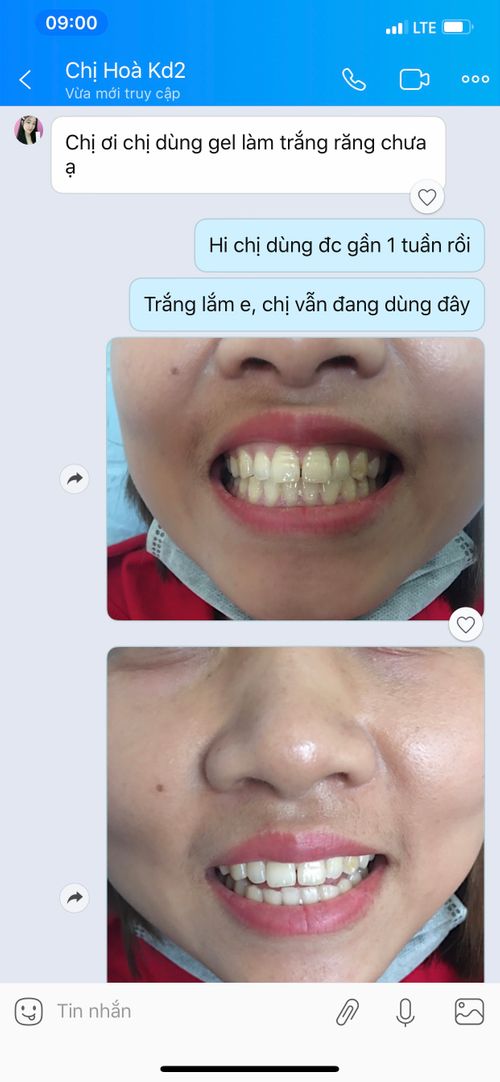 09:00
LTE
Chị Hoà Kd2
Vừa mới truy cập
Chị ơi chị dùng gel làm trắng răng chưa
ạ
Hi chị dùng đc gần 1 tuần rồi
Trắng lắm e, chị vẫn đang dùng đây
Tin nhắn